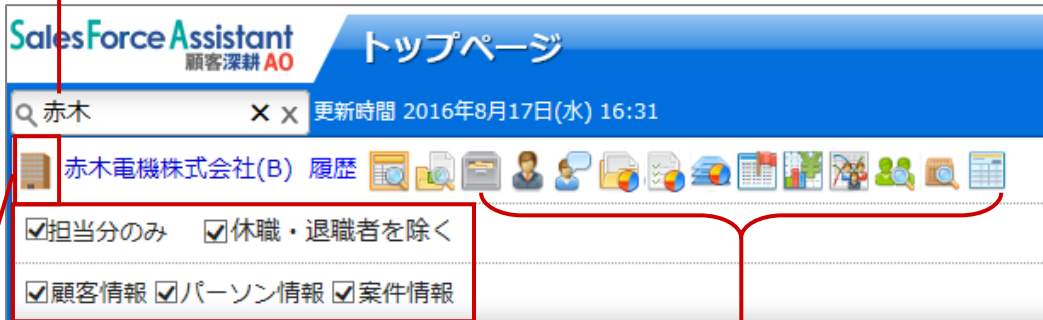 SalesForce Assistant
顧客深耕 AO
トップページ
赤木 × x 更新時間 2016年8月17日(水) 16:31
赤木電機株式会社(B) 履歴
担当分のみ 休職・退職者を除く
顧客情報 パーソン情報 案件情報